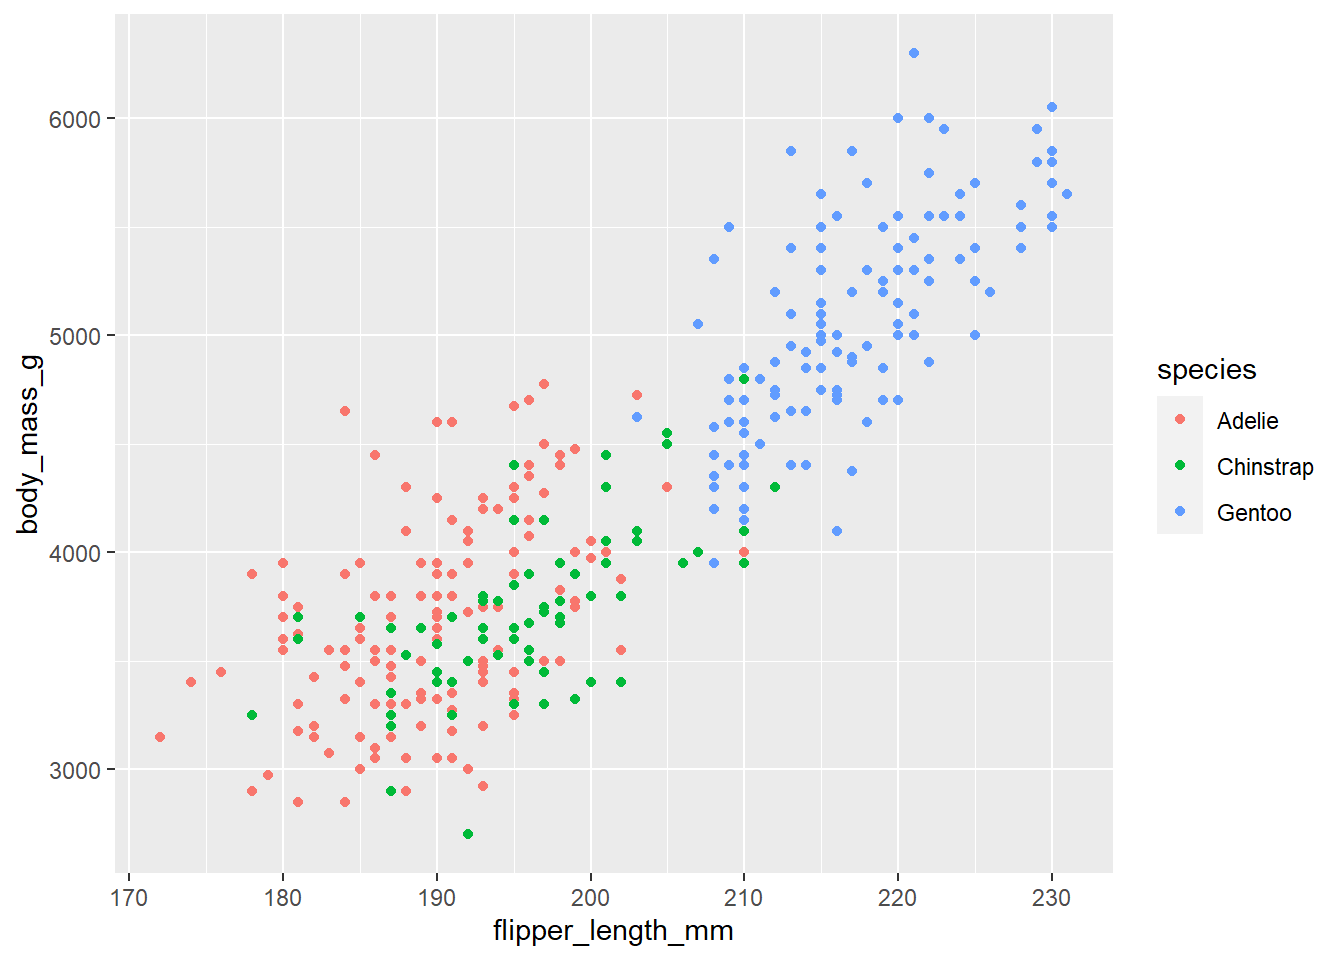 6000
5000
4000
3000
body_mass_g
170 180 190 200 210 220 230
flipper_length_mm
species
Adelie
Chinstrap
Gentoo